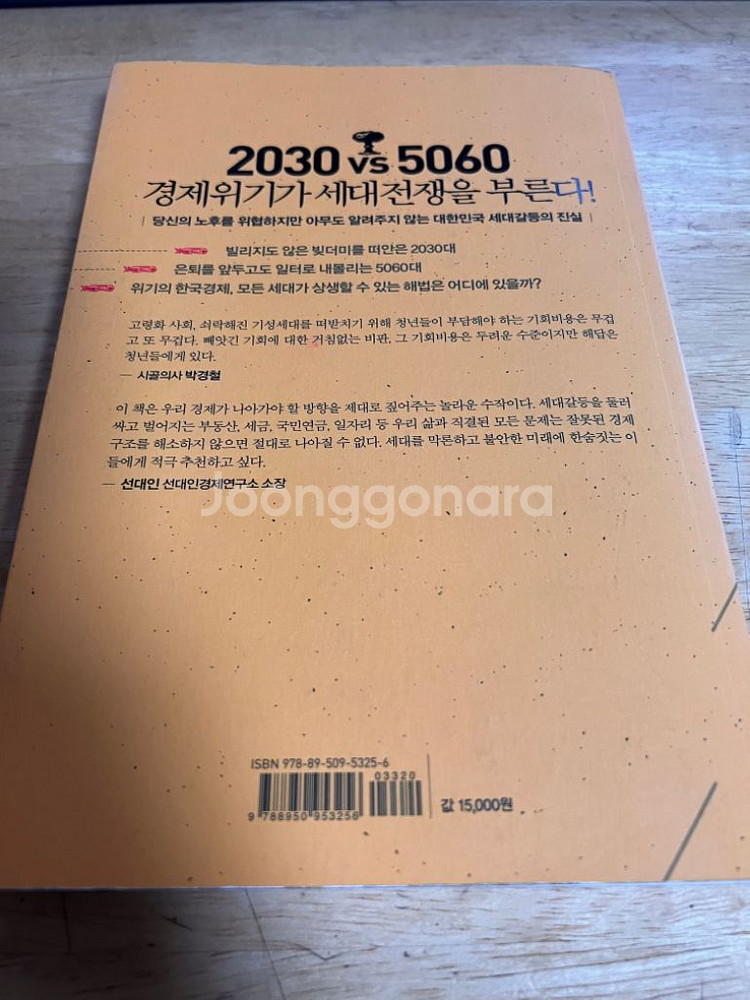 2030 vs 5060
경제위기가 세대전쟁을 부른다!
| 당신의 노후를 위협하지만 아무도 알려주지 않는 대한민국 세대갈등의 진실 |
빌리지도 않은 빚더미를 떠안은 2030대
은퇴를 앞두고도 일터로 내몰리는 5060대
위기의 한국경제, 모든 세대가 상생할 수 있는 해법은 어디에 있을까?
고령화 사회, 쇠락해진 기성세대를 떠받치기 위해 청년들이 부담해야 하는 기회비용은 무겁
고 또 무겁다. 빼앗긴 기회에 대한 거침없는 비판, 그 기회비용은 두려운 수준이지만 해답은
청년들에게 있다.
— 시골의사 박경철
이 책은 우리 경제가 나아가야 할 방향을 제대로 짚어주는 놀라운 수작이다. 세대갈등을 둘러
싸고 벌어지는 부동산, 세금, 국민연금, 일자리 등 우리 삶과 직결된 모든 문제는 잘못된 경제
구조를 해소하지 않으면 절대로 나아질 수 없다. 세대를 막론하고 불안한 미래에 한숨짓는 이
들에게 적극 추천하고 싶다.
— 선대인 선대인경제연구소 소장
Joonggonara
ISBN 978-89-509-5325-6
03320
9 788950 953256
값 15,000원